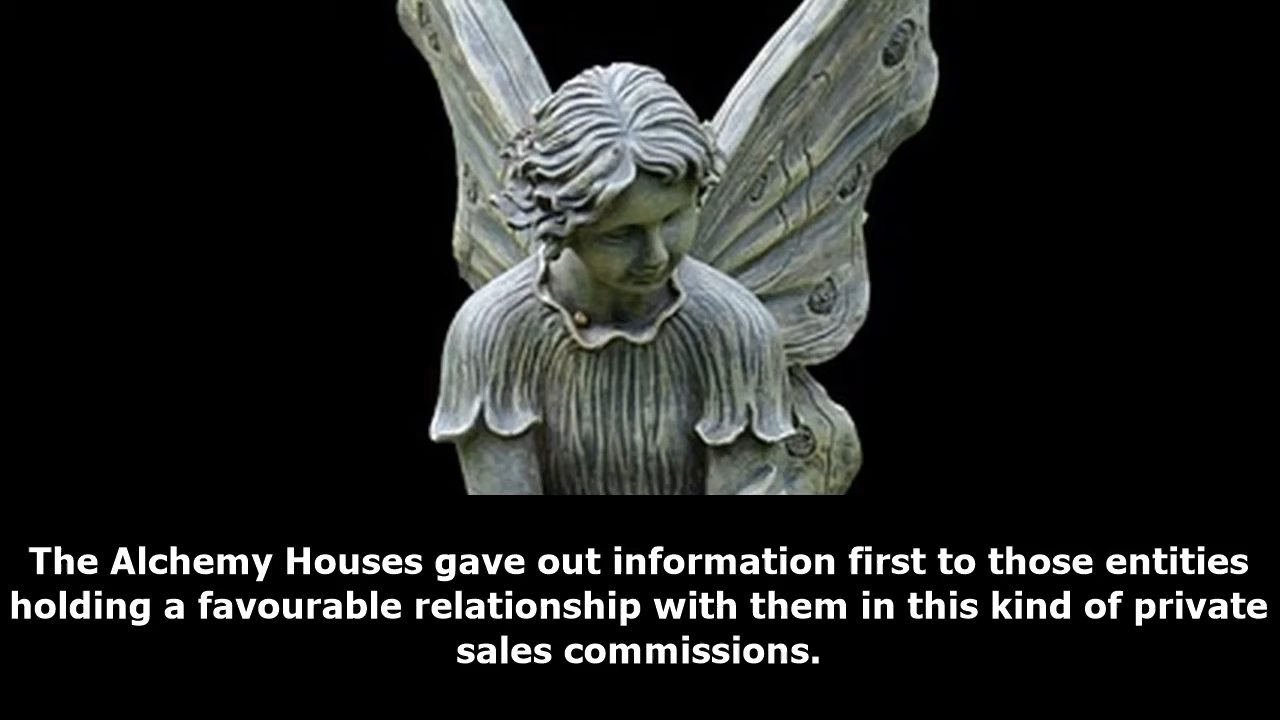 The Alchemy Houses gave out information first to those entities
holding a favourable relationship with them in this kind of private
sales commissions.